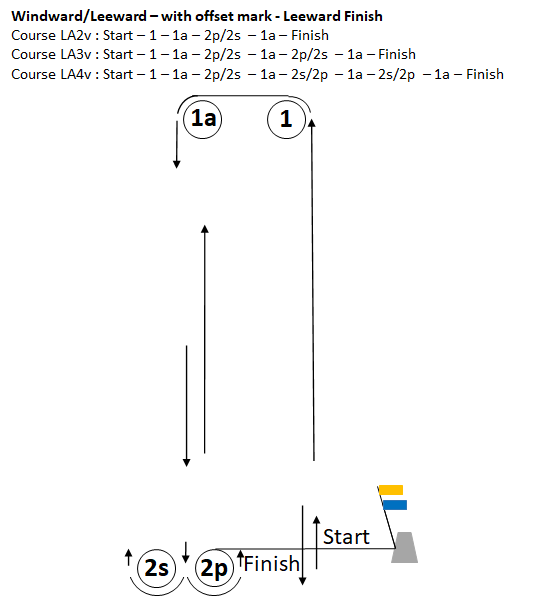 Windward/Leeward – with offset mark - Leeward Finish
Course LA2v : Start – 1 – 1a – 2p/2s – 1a – Finish
Course LA3v : Start – 1 – 1a – 2p/2s – 1a – 2p/2s – 1a – Finish
Course LA4v : Start – 1 – 1a – 2p/2s – 1a – 2s/2p – 1a – 2s/2p – 1a – Finish
1a 1
Start
2s 2p Finish